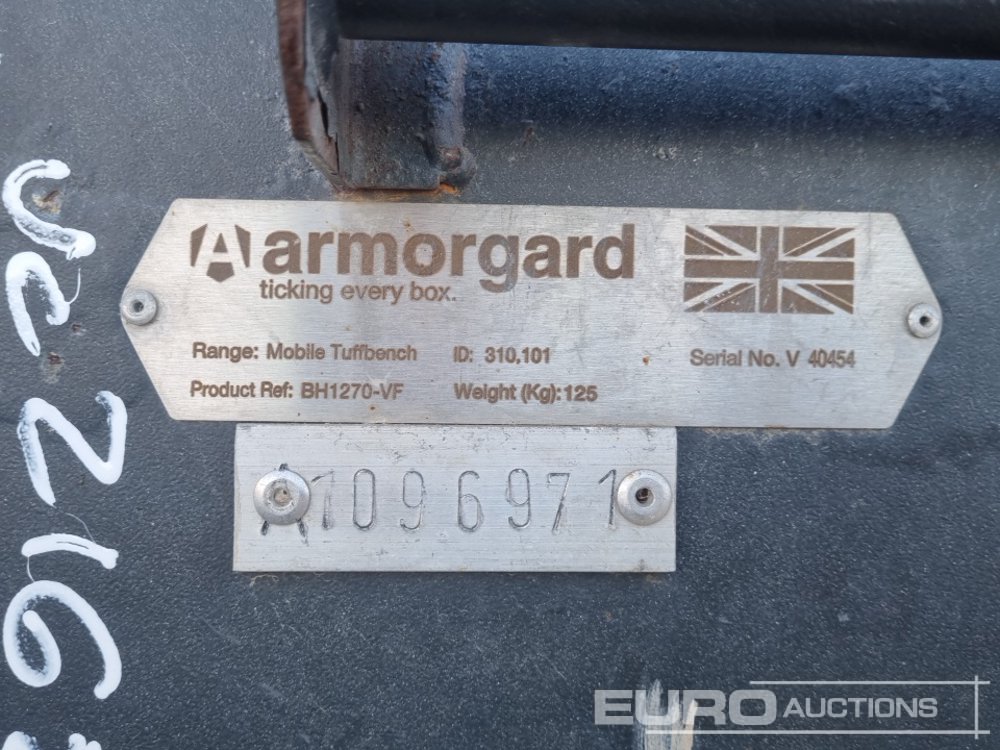 armorgard
ticking every box.
Range: Mobile Tuffbench ID: 310,101 Serial No. V 40454
Product Ref: BH1270-VF Weight (Kg): 125
A1096971
EURO AUCTIONS